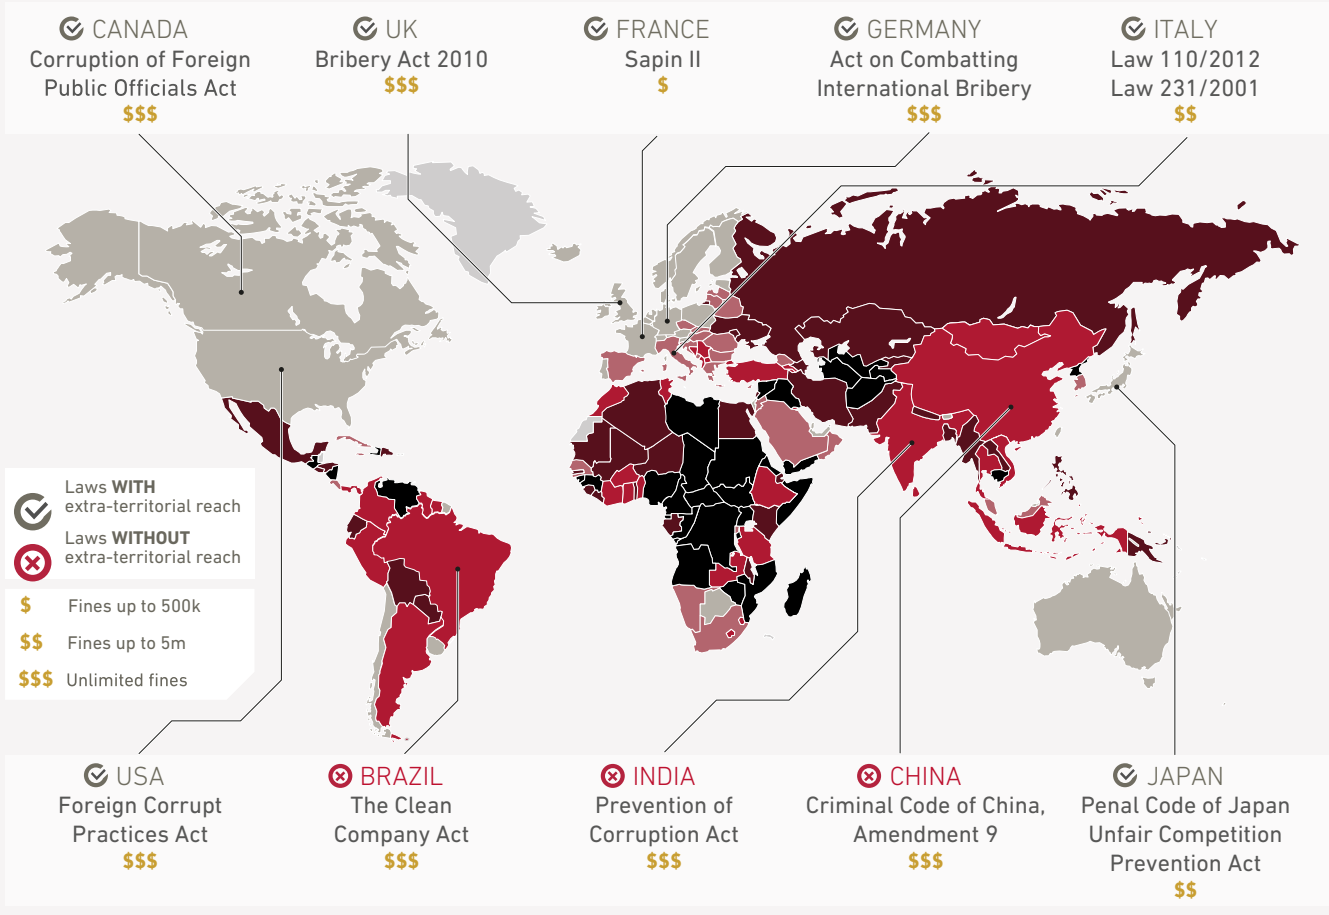 CANADA
Corruption of Foreign
Public Officials Act
$$$
UK
Bribery Act 2010
$$$
FRANCE
Sapin II
$
GERMANY
Act on Combatting
International Bribery
$$$
ITALY
Law 110/2012
Law 231/2001
$$
Laws WITH
extra-territorial reach
Laws WITHOUT
extra-territorial reach
$ Fines up to 500k
$$ Fines up to 5m
$$$ Unlimited fines
USA
Foreign Corrupt
Practices Act
$$$
BRAZIL
The Clean
Company Act
$$$
INDIA
Prevention of
Corruption Act
$$$
CHINA
Criminal Code of China,
Amendment 9
$$$
JAPAN
Penal Code of Japan
Unfair Competition
Prevention Act
$$